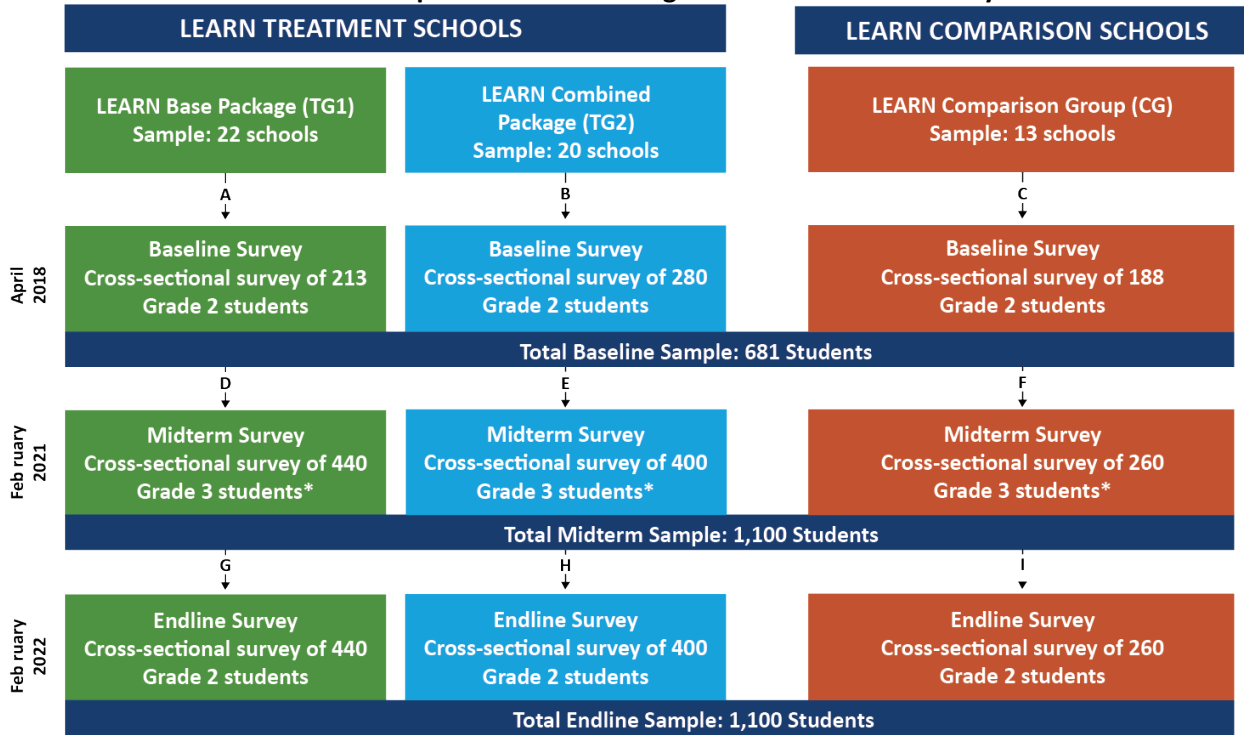 LEARN TREATMENT SCHOOLS
LEARN COMPARISON SCHOOLS
LEARN Base Package (TG1)
Sample: 22 schools
LEARN Combined
Package (TG2)
Sample: 20 schools
LEARN Comparison Group (CG)
Sample: 13 schools
A
B
C
April
2018
Baseline Survey
Cross-sectional survey of 213
Grade 2 students
Baseline Survey
Cross-sectional survey of 280
Grade 2 students
Baseline Survey
Cross-sectional survey of 188
Grade 2 students
Total Baseline Sample: 681 Students
D
E
F
Feb ruary
2021
Midterm Survey
Cross-sectional survey of 440
Grade 3 students*
Midterm Survey
Cross-sectional survey of 400
Grade 3 students*
Midterm Survey
Cross-sectional survey of 260
Grade 3 students*
Total Midterm Sample: 1,100 Students
G
H
I
Feb ruary
2022
Endline Survey
Cross-sectional survey of 440
Grade 2 students
Endline Survey
Cross-sectional survey of 400
Grade 2 students
Endline Survey
Cross-sectional survey of 260
Grade 2 students
Total Endline Sample: 1,100 Students